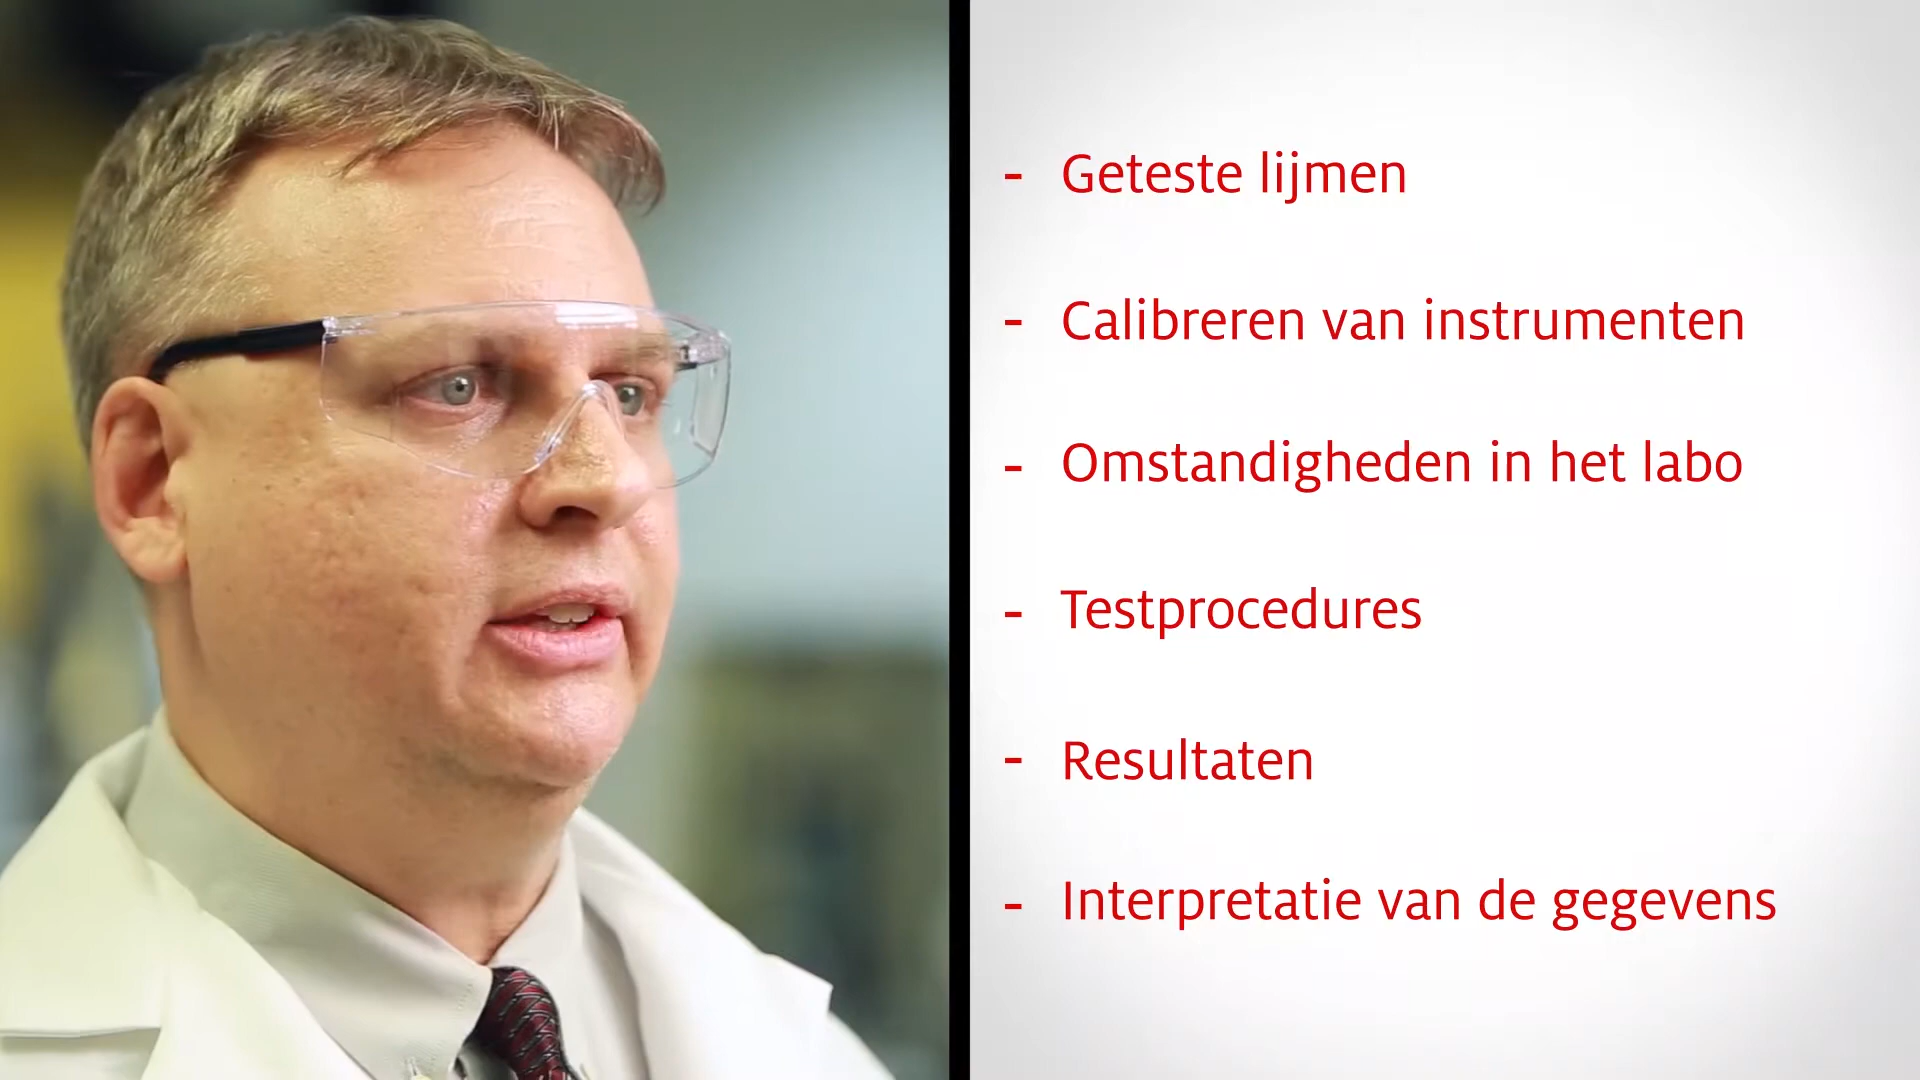 - Geteste lijmen
- Calibreren van instrumenten
- Omstandigheden in het labo
- Testprocedures
- Resultaten
- Interpretatie van de gegevens